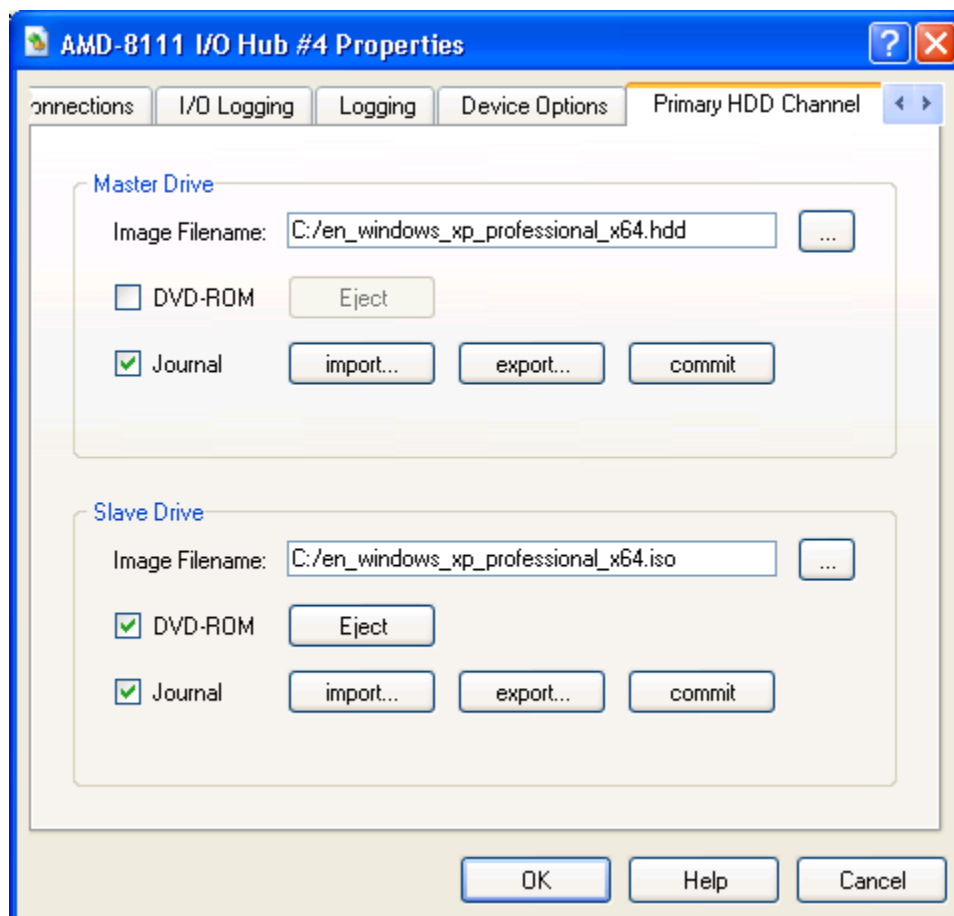 AMD-8111 I/O Hub #4 Properties ?
onnections I/O Logging Logging Device Options Primary HDD Channel
Master Drive
Image Filename: C:/en_windows_xp_professional_x64.hdd ...
DVD-ROM Eject
Journal import... export... commit
Slave Drive
Image Filename: C:/en_windows_xp_professional_x64.iso ...
DVD-ROM Eject
Journal import... export... commit
OK Help Cancel